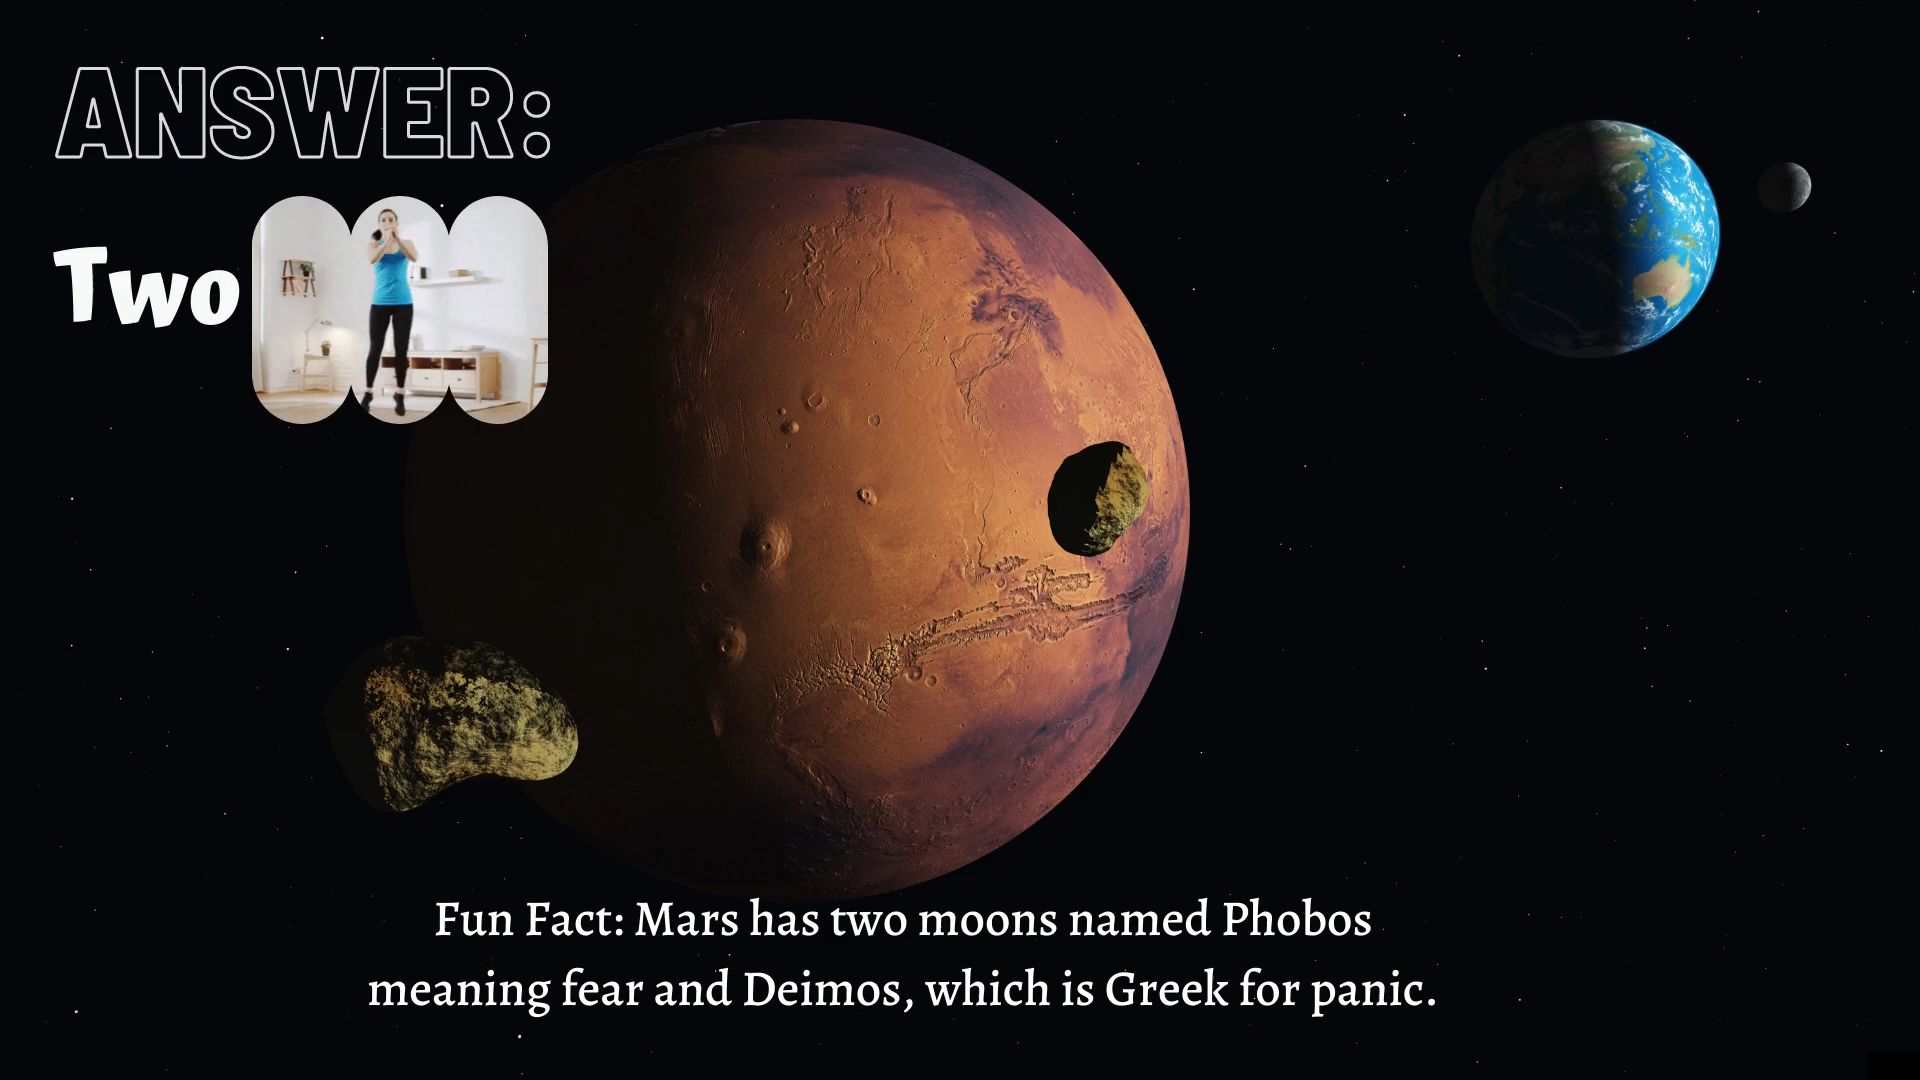 ANSWER:
Two
Fun Fact: Mars has two moons named Phobos
meaning fear and Deimos, which is Greek for panic.